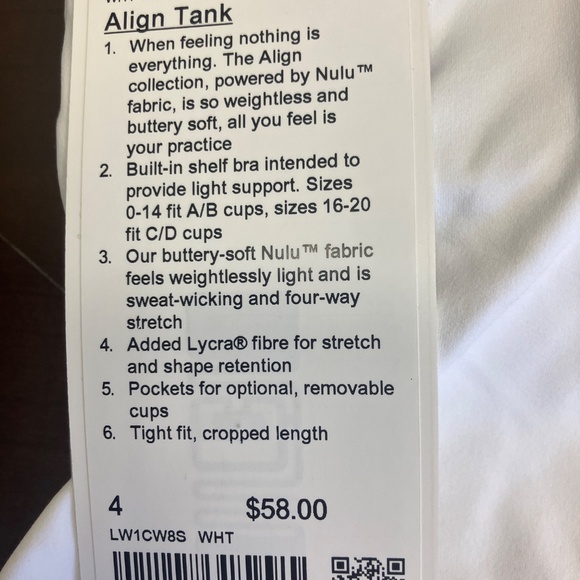 Align Tank
1. When feeling nothing is
everything. The Align
collection, powered by Nulu™
fabric, is so weightless and
buttery soft, all you feel is
your practice
2. Built-in shelf bra intended to
provide light support. Sizes
0-14 fit A/B cups, sizes 16-20
fit C/D cups
3. Our buttery-soft Nulu™ fabric
feels weightlessly light and is
sweat-wicking and four-way
stretch
4. Added Lycra® fibre for stretch
and shape retention
5. Pockets for optional, removable
cups
6. Tight fit, cropped length
4 $58.00
LW1CW8S WHT